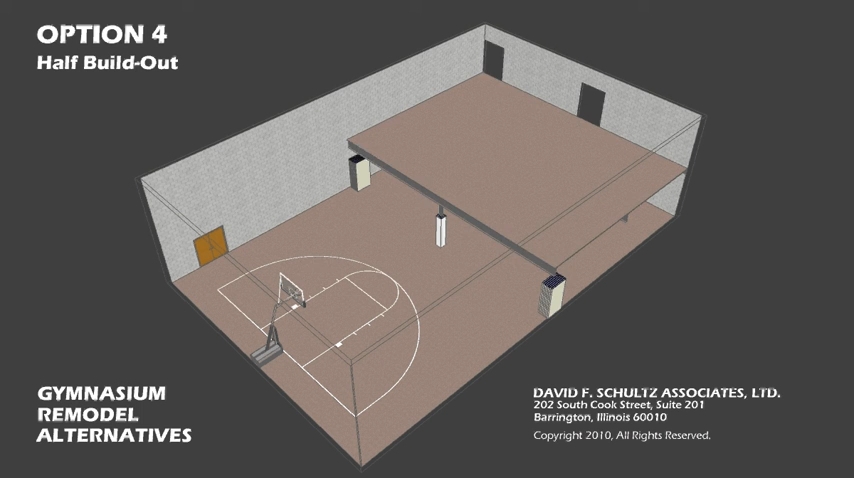 OPTION 4
Half Build-Out
GYMNASIUM
REMODEL
ALTERNATIVES
DAVID F. SCHULTZ ASSOCIATES, LTD.
202 South Cook Street, Suite 201
Barrington, Illinois 60010
Copyright 2010, All Rights Reserved.